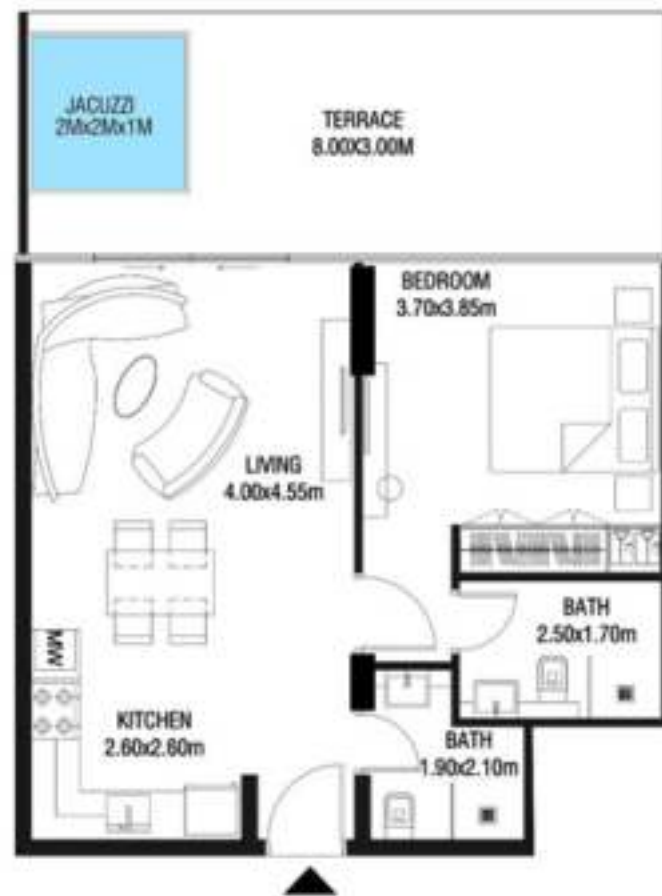 JACUZZI
2Mx2Mx1M
TERRACE
8.00X3.00M
BEDROOM
3.70x3.85m
LIVING
4.00x4.55m
BATH
2.50x1.70m
MW
KITCHEN
2.60x2.60m
BATH
1.90x2.10m